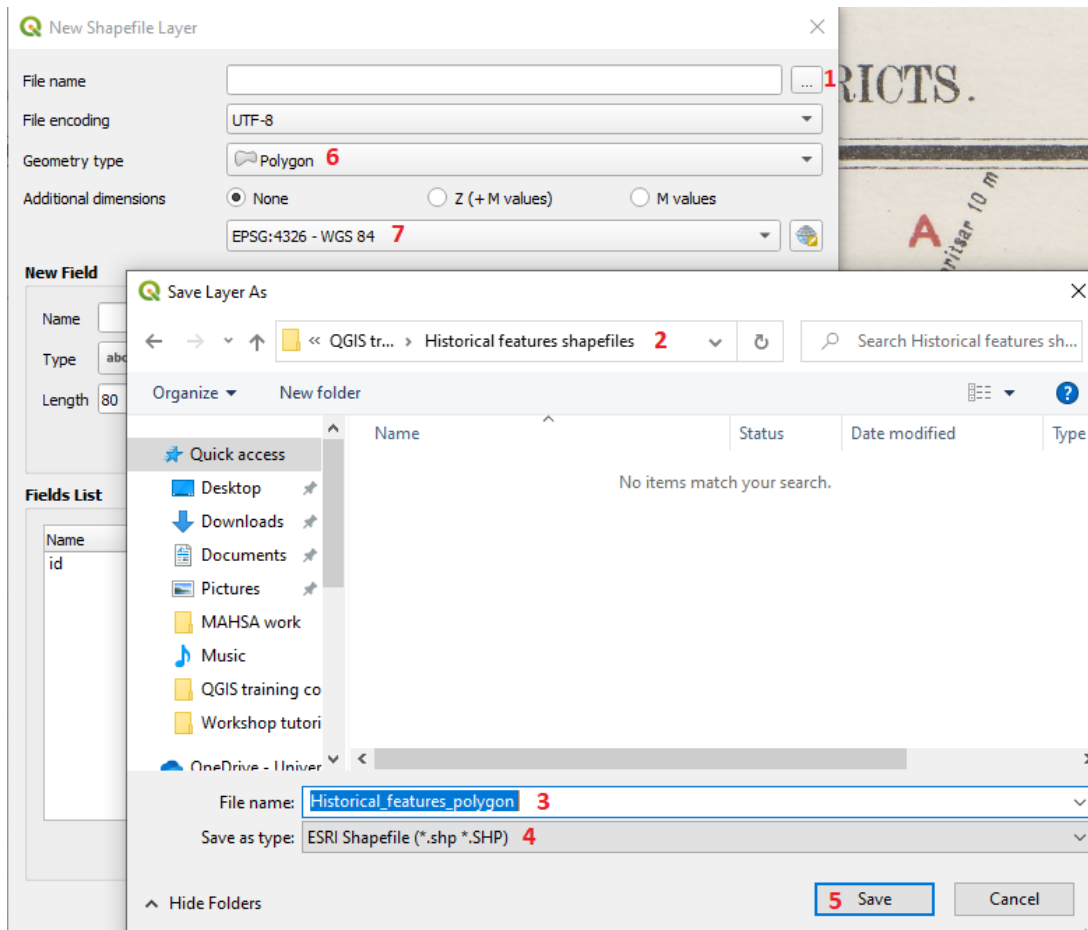 New Shapefile Layer
File name ... 1
File encoding UTF-8
Geometry type Polygon 6
Additional dimensions None Z (+ M values) M values
EPSG:4326 - WGS 84 7
New Field
Name
Type abc
Length 80
Fields List
Name
id
RICTS.
A
ritsar 10 m
Save Layer As
« QGIS tr... › Historical features shapefiles 2 Search Historical features sh...
Organize New folder ?
Name Status Date modified Type
No items match your search.
Quick access
Desktop
Downloads
Documents
Pictures
MAHSA work
Music
QGIS training co
Workshop tutori
OneDrive - Univer
File name: Historical_features_polygon 3
Save as type: ESRI Shapefile (*.shp *.SHP) 4
Hide Folders 5 Save Cancel